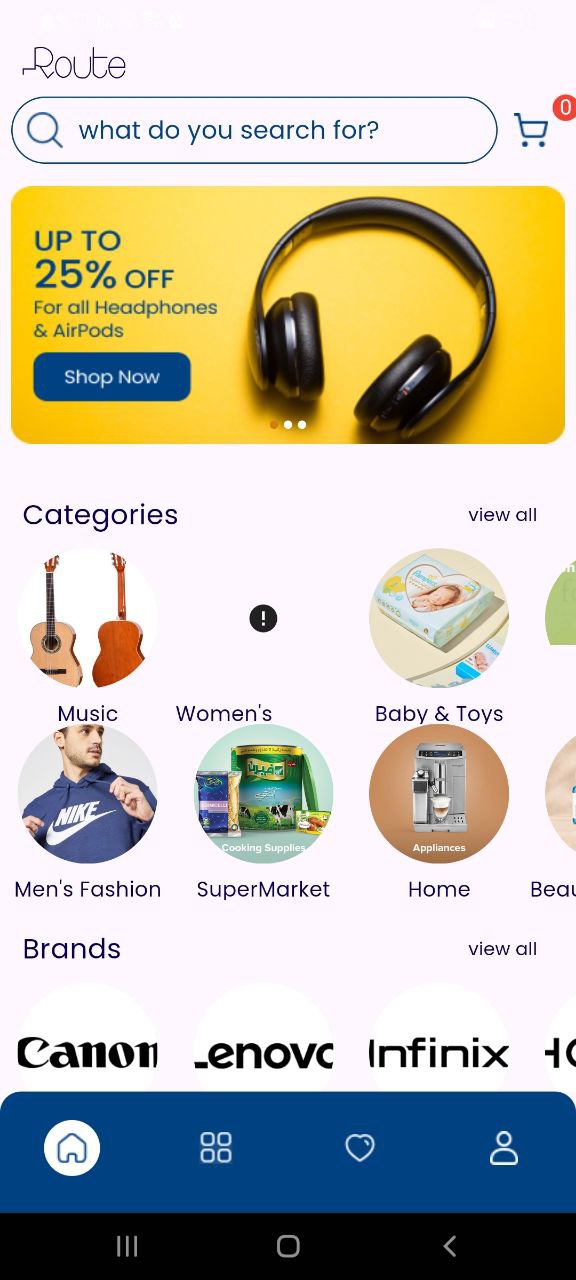 Route
what do you search for?
0
UP TO
25% OFF
For all Headphones
& AirPods
Shop Now
Categories
view all
Pampers
Music
Women's
Baby & Toys
NIKE
Cooking Supplies
Appliances
Men's Fashion
SuperMarket
Home
Beau
Brands
view all
Canon
Lenovo
Infinix